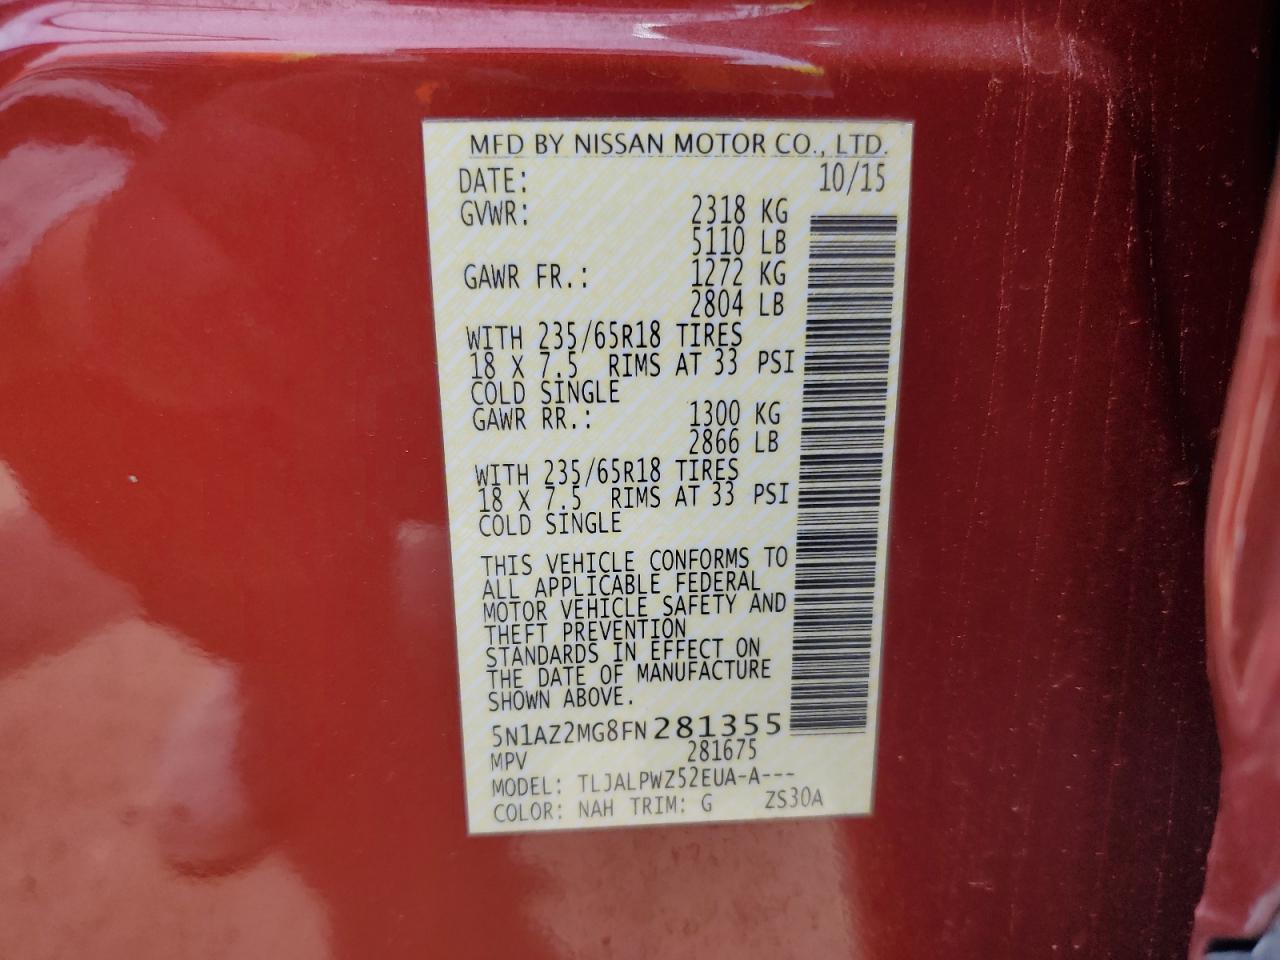 MFD BY NISSAN MOTOR CO., LTD.
DATE: 10/15
GVWR: 2318 KG
5110 LB
GAWR FR.: 1272 KG
2804 LB
WITH 235/65R18 TIRES
18 X 7.5 RIMS AT 33 PSI
COLD SINGLE
GAWR RR.: 1300 KG
2866 LB
WITH 235/65R18 TIRES
18 X 7.5 RIMS AT 33 PSI
COLD SINGLE
THIS VEHICLE CONFORMS TO
ALL APPLICABLE FEDERAL
MOTOR VEHICLE SAFETY AND
THEFT PREVENTION
STANDARDS IN EFFECT ON
THE DATE OF MANUFACTURE
SHOWN ABOVE.
5N1AZ2MG8FN281355
MPV 281675
MODEL: TLJALPWZ52EUA-A---
COLOR: NAH TRIM: G ZS30A